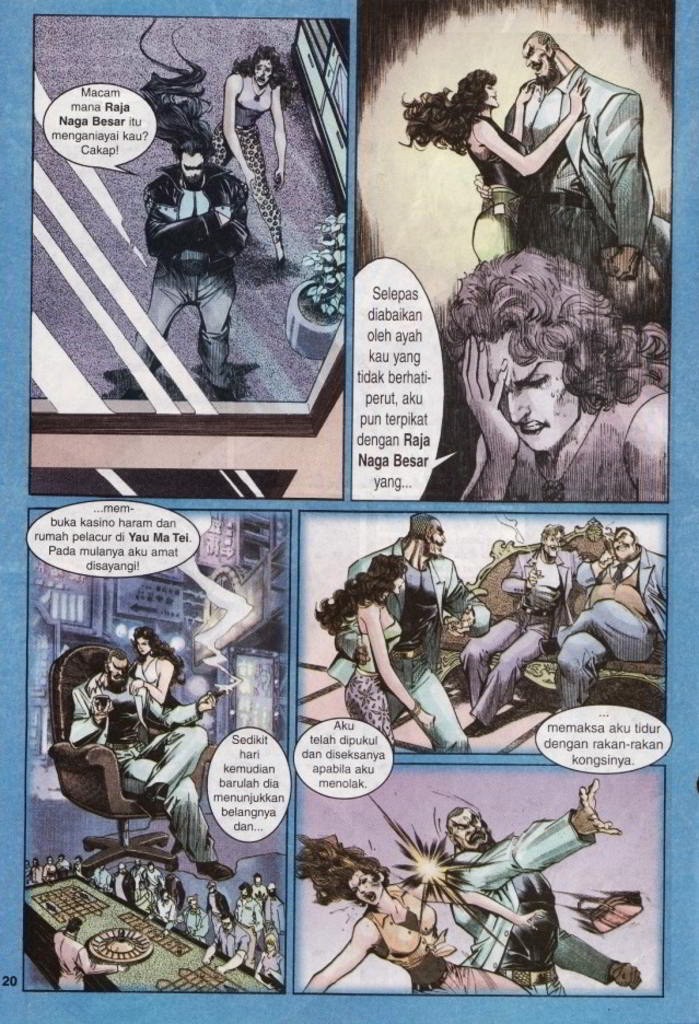 Macam
mana Raja
Naga Besar itu
menganiayai kau?
Cakap!
Selepas
diabaikan
oleh ayah
kau yang
tidak berhati-
perut, aku
pun terpikat
dengan Raja
Naga Besar
yang...
...mem-
buka kasino haram dan
rumah pelacur di Yau Ma Tei.
Pada mulanya aku amat
disayangi!
Sedikit
hari
kemudian
barulah dia
menunjukkan
belangnya
dan...
...
memaksa aku tidur
dengan rakan-rakan
kongsinya.
Aku
telah dipukul
dan diseksanya
apabila aku
menolak.
20